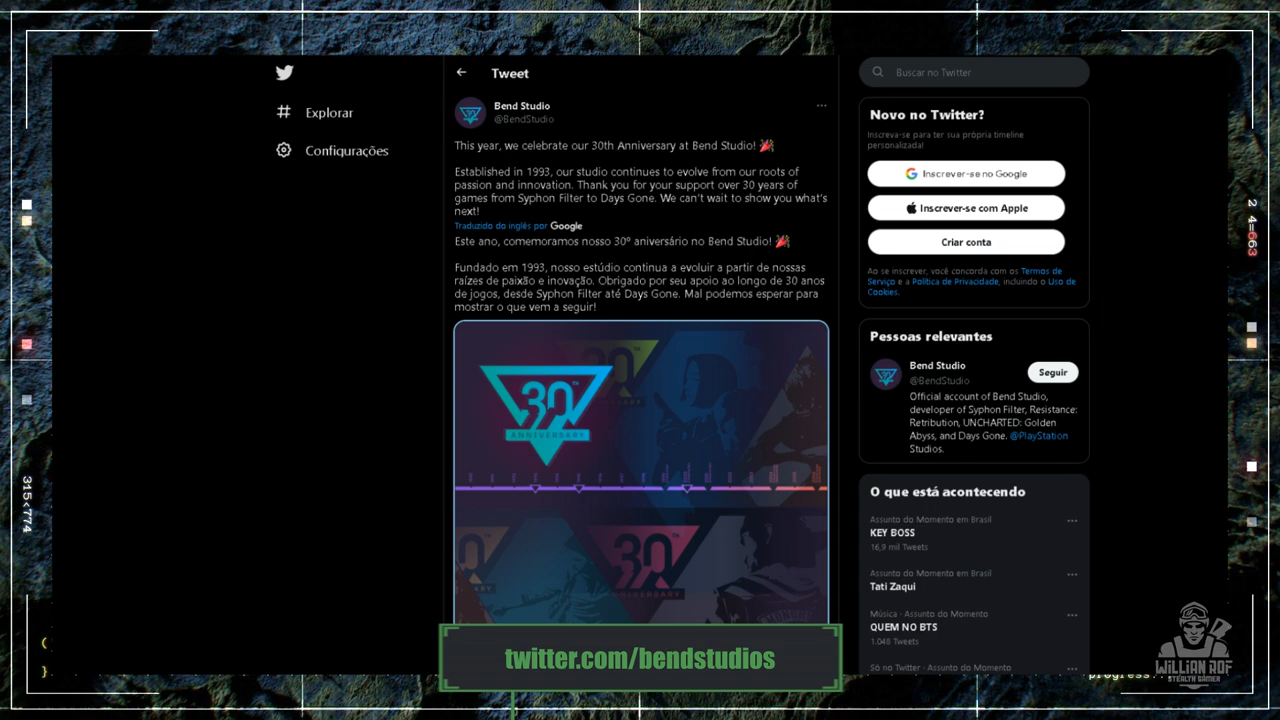 Explorar
Configurações
Tweet
Bend Studio
@BendStudio
This year, we celebrate our 30th Anniversary at Bend Studio! 🎉
Established in 1993, our studio continues to evolve from our roots of
passion and innovation. Thank you for your support over 30 years of
games from Syphon Filter to Days Gone. We can't wait to show you what's
next!
Traduzido do inglês por Google
Este ano, comemoramos nosso 30º aniversário no Bend Studio! 🎉
Fundado em 1993, nosso estúdio continua a evoluir a partir de nossas
raízes de paixão e inovação. Obrigado por seu apoio ao longo de 30 anos
de jogos, desde Syphon Filter até Days Gone. Mal podemos esperar para
mostrar o que vem a seguir!
30
TM
ANNIVERSARY
30
TM
30
TM
ANNIVERSARY
twitter.com/bendstudios
Buscar no Twitter
Novo no Twitter?
Inscreva-se para ter sua própria timeline
personalizada!
Inscrever-se no Google
Inscrever-se com Apple
Criar conta
Ao se inscrever, você concorda com os Termos de
Serviço e a Política de Privacidade, incluindo o Uso de
Cookies.
Pessoas relevantes
Bend Studio
@BendStudio
Seguir
Official account of Bend Studio,
developer of Syphon Filter, Resistance:
Retribution, UNCHARTED: Golden
Abyss, and Days Gone. @PlayStation
Studios.
O que está acontecendo
Assunto do Momento em Brasil
KEY BOSS
16,9 mil Tweets
Assunto do Momento em Brasil
Tati Zaqui
Música · Assunto do Momento
QUEM NO BTS
1.048 Tweets
Só no Twitter · Assunto do Momento
315<774
2 4=663
WILLIAN ROF
STEALTH GAMER
progress..